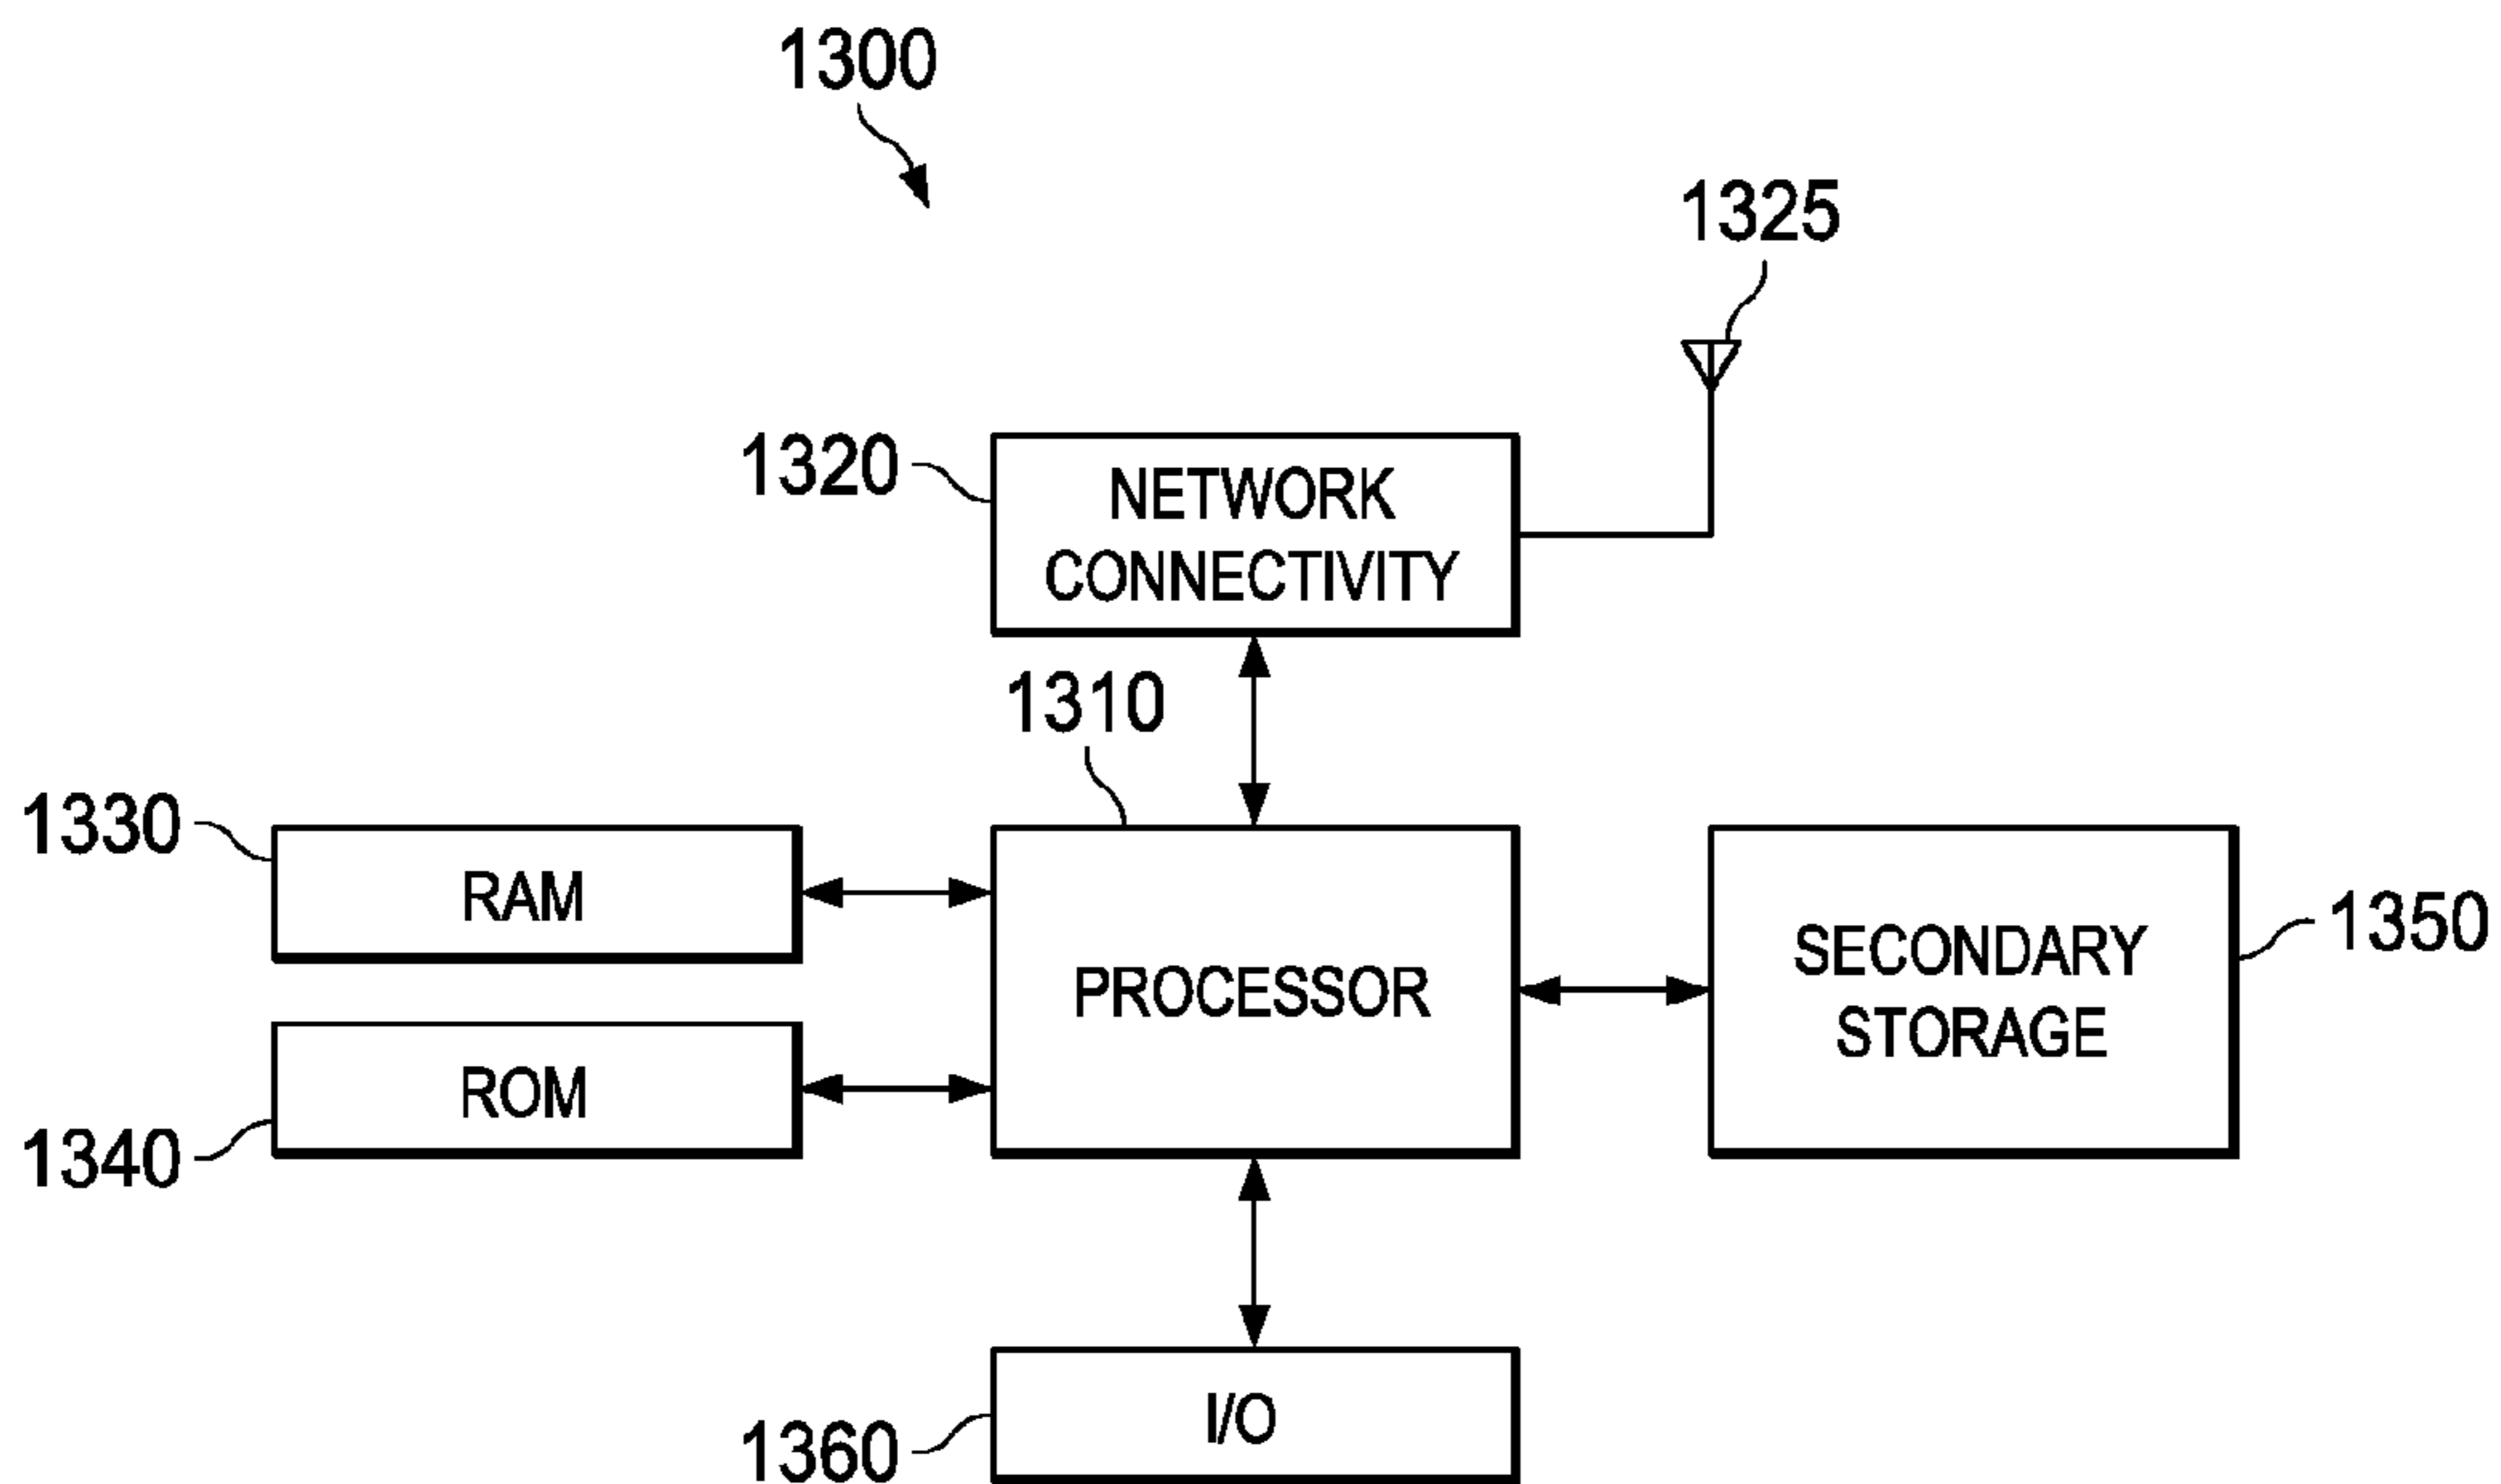 1300
1325
1320
NETWORK
CONNECTIVITY
1310
1330
RAM
PROCESSOR
SECONDARY
STORAGE
1350
ROM
1340
I/O
1360